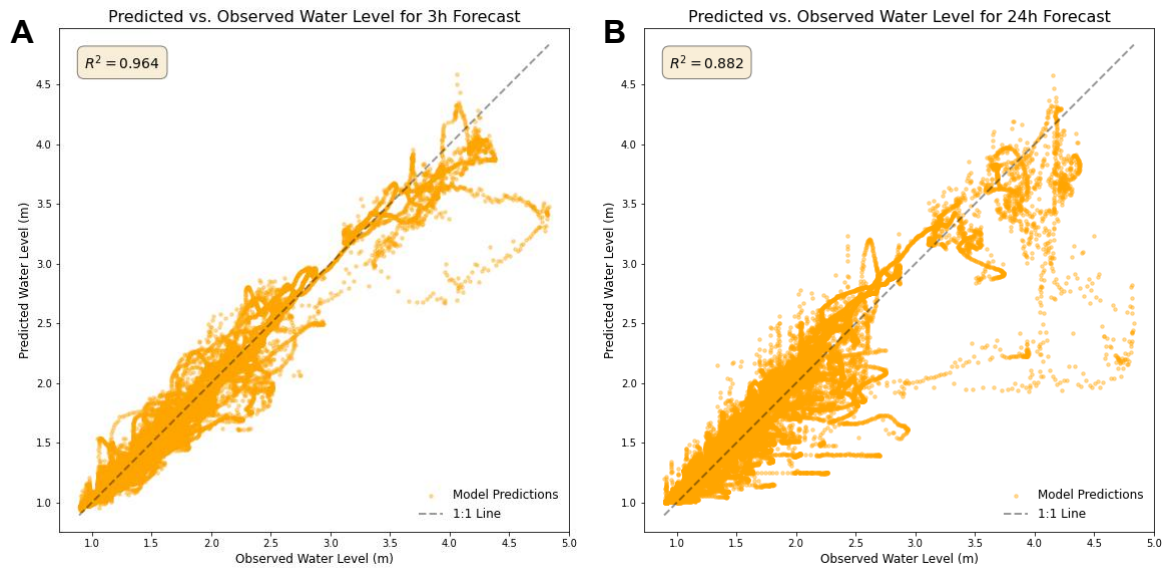 A
Predicted vs. Observed Water Level for 3h Forecast
R² = 0.964
Predicted Water Level (m)
4.5
4.0
3.5
3.0
2.5
2.0
1.5
1.0
Model Predictions
1:1 Line
1.0 1.5 2.0 2.5 3.0 3.5 4.0 4.5 5.0
Observed Water Level (m)
B
Predicted vs. Observed Water Level for 24h Forecast
R² = 0.882
Predicted Water Level (m)
4.5
4.0
3.5
3.0
2.5
2.0
1.5
1.0
Model Predictions
1:1 Line
1.0 1.5 2.0 2.5 3.0 3.5 4.0 4.5 5.0
Observed Water Level (m)